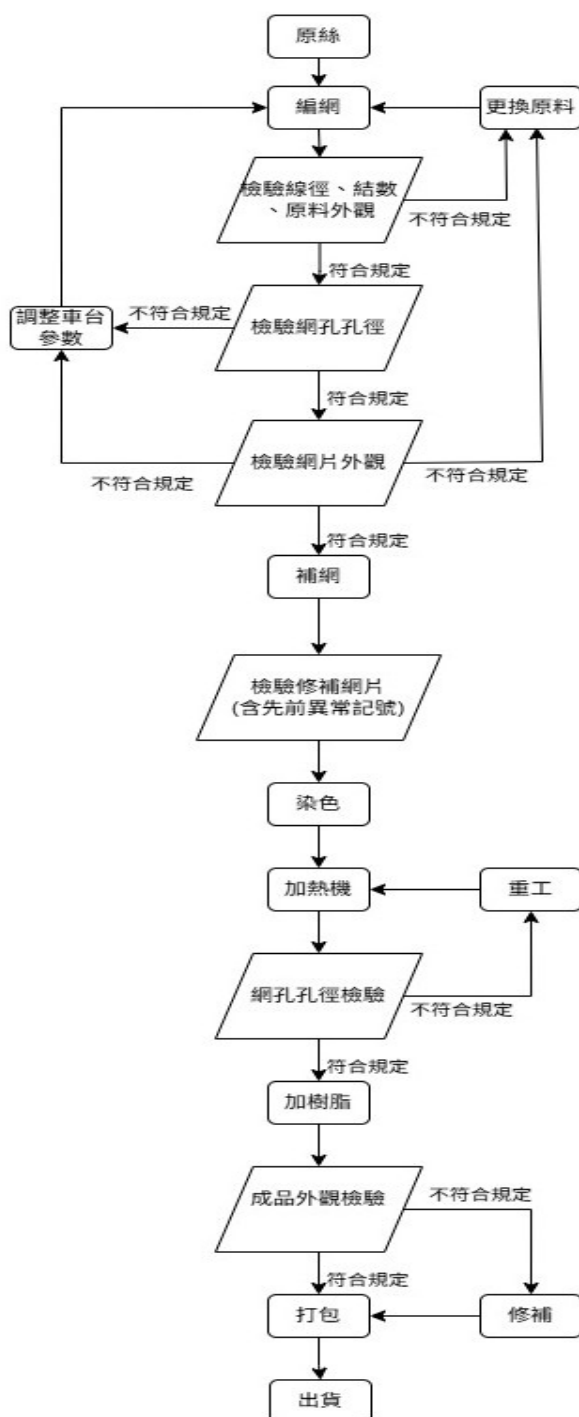 原絲
編網
更換原料
檢驗線徑、結數
、原料外觀
不符合規定
符合規定
調整車台
參數
不符合規定
檢驗網孔孔徑
符合規定
檢驗網片外觀
不符合規定
不符合規定
符合規定
補網
檢驗修補網片
(含先前異常記號)
染色
加熱機
重工
網孔孔徑檢驗
不符合規定
符合規定
加樹脂
成品外觀檢驗
不符合規定
符合規定
打包
修補
出貨